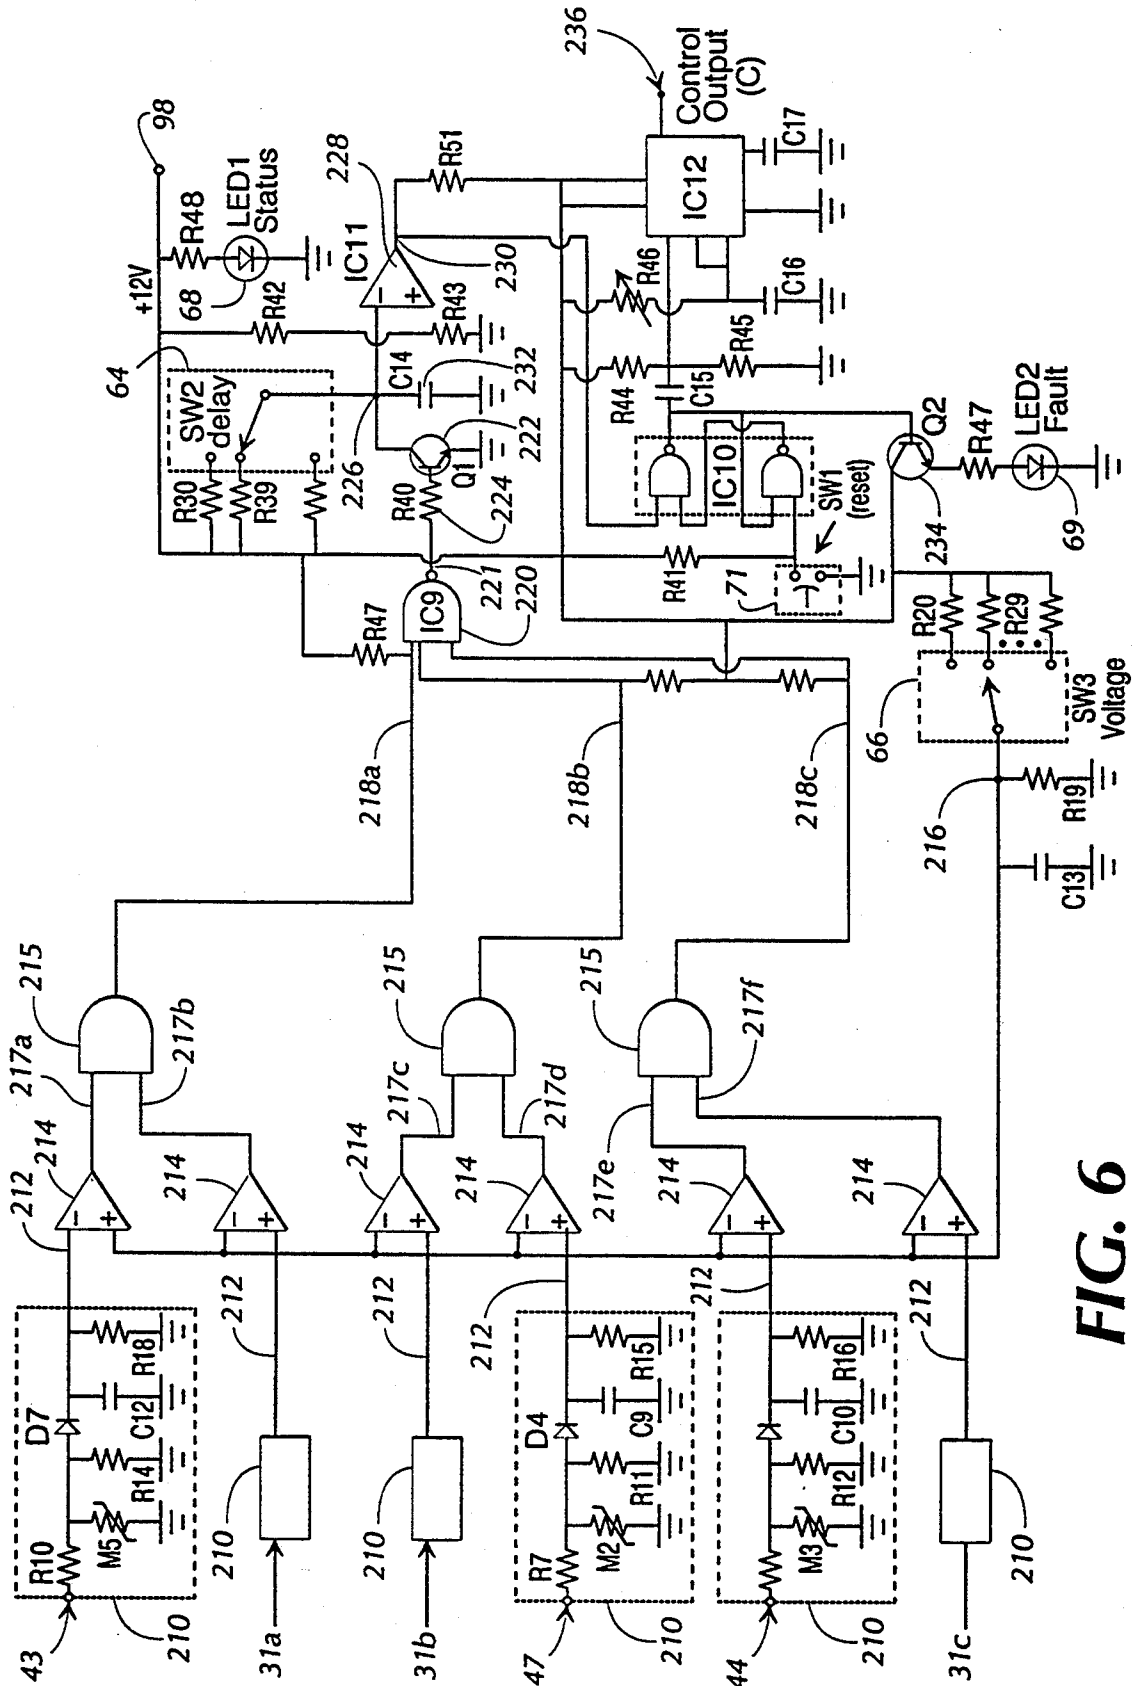 43
210
R10
M5
R14
D7
C12
R18
212
214
217a
215
217b
31a
210
212
214
31b
210
212
214
217c
215
217d
47
210
R7
M2
R11
D4
C9
R15
212
214
44
210
M3
R12
C10
R16
212
214
217e
215
217f
31c
210
212
214
−
+
−
+
−
+
−
+
−
+
−
+
218a
218b
218c
R47
IC9
220
221
R40
224
Q1
222
226
C14
232
64
SW2
delay
R30
R39
+12V
98
R48
LED1
Status
68
R42
R43
IC11
−
+
228
230
R51
236
Control
Output
(C)
IC12
C17
R46
C16
R45
R44
C15
IC10
R41
71
SW1
(reset)
Q2
234
R47
LED2
Fault
69
R20
R29
66
SW3
Voltage
216
R19
C13
FIG. 6